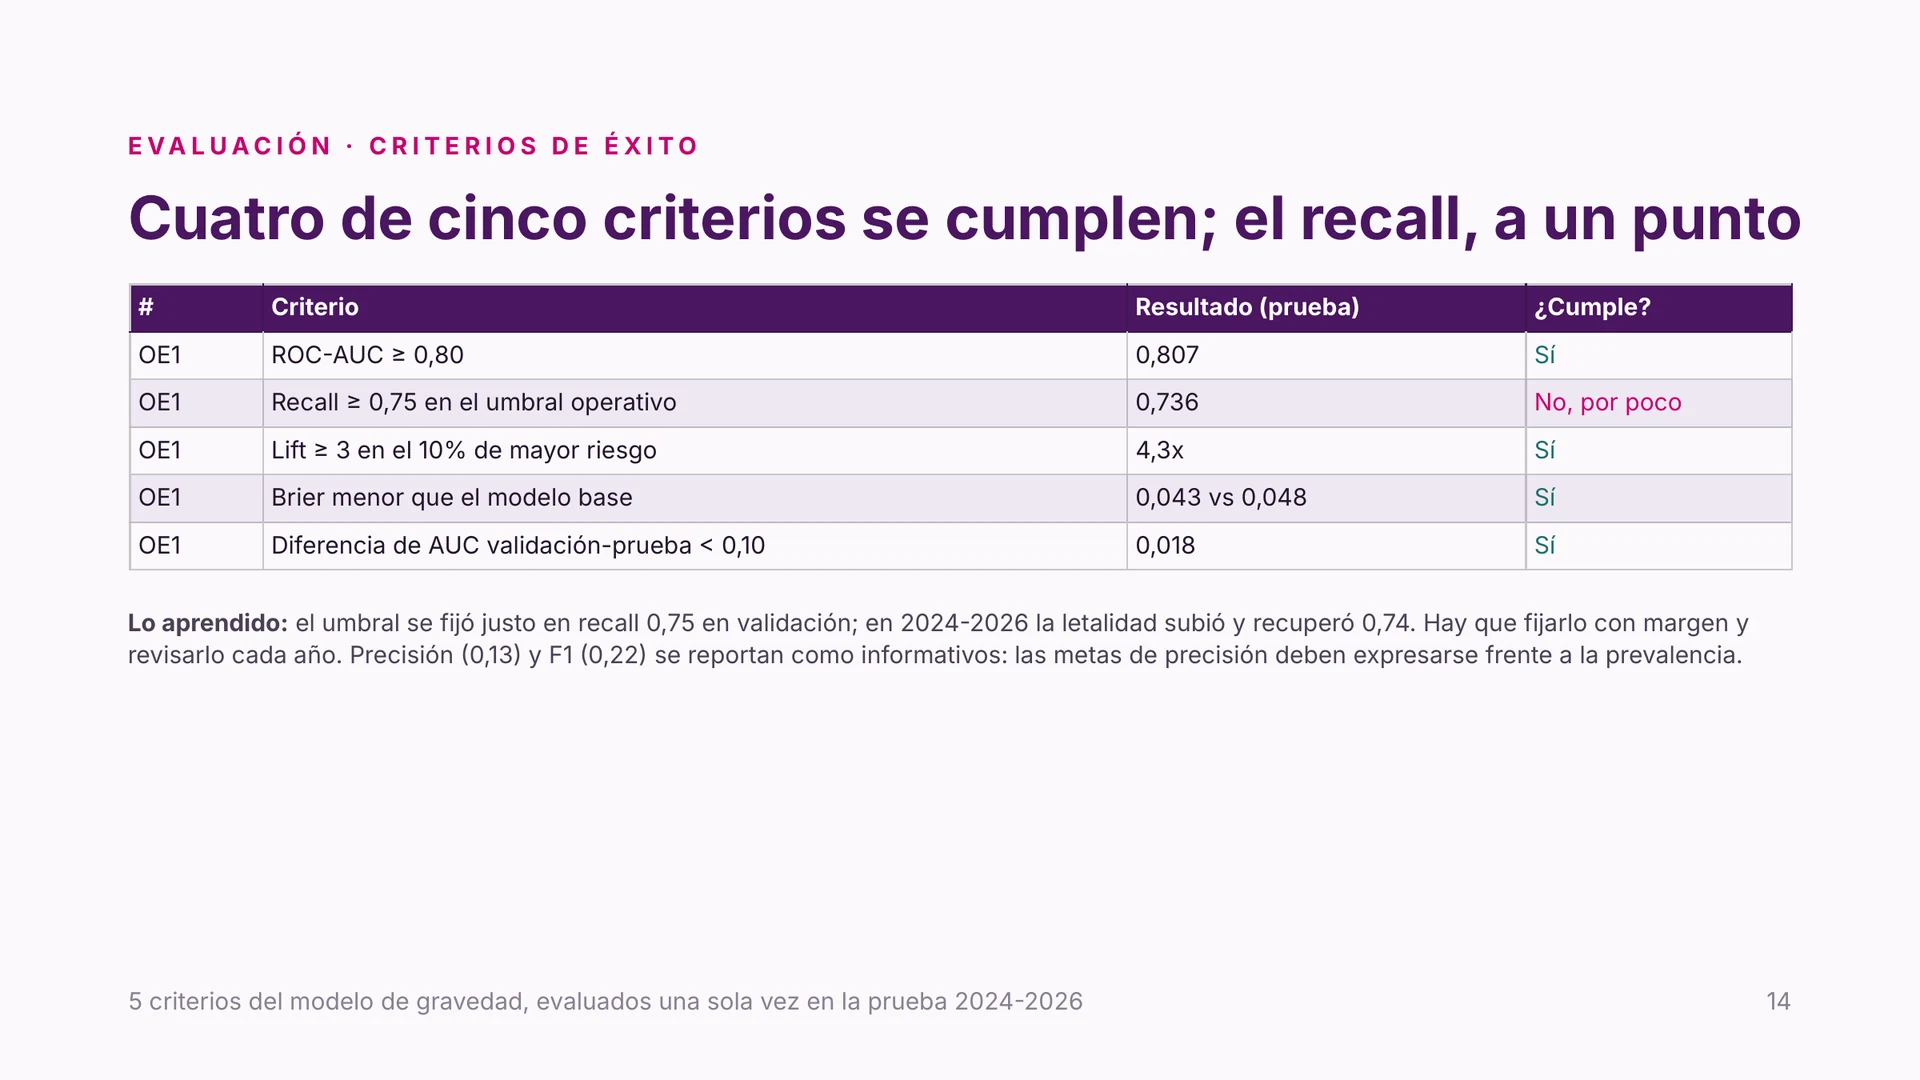 EVALUACIÓN · CRITERIOS DE ÉXITO
Cuatro de cinco criterios se cumplen; el recall, a un punto
# Criterio Resultado (prueba) ¿Cumple?
OE1 ROC-AUC ≥ 0,80 0,807 Sí
OE1 Recall ≥ 0,75 en el umbral operativo 0,736 No, por poco
OE1 Lift ≥ 3 en el 10% de mayor riesgo 4,3x Sí
OE1 Brier menor que el modelo base 0,043 vs 0,048 Sí
OE1 Diferencia de AUC validación-prueba < 0,10 0,018 Sí
Lo aprendido: el umbral se fijó justo en recall 0,75 en validación; en 2024-2026 la letalidad subió y recuperó 0,74. Hay que fijarlo con margen y
revisarlo cada año. Precisión (0,13) y F1 (0,22) se reportan como informativos: las metas de precisión deben expresarse frente a la prevalencia.
5 criterios del modelo de gravedad, evaluados una sola vez en la prueba 2024-2026 14